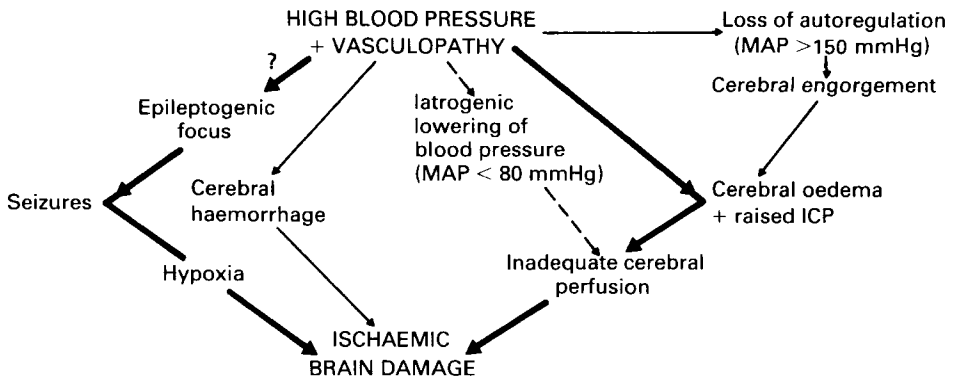 HIGH BLOOD PRESSURE
+ VASCULOPATHY
Loss of autoregulation
(MAP >150 mmHg)
?
Cerebral engorgement
Epileptogenic
focus
Iatrogenic
lowering of
blood pressure
(MAP < 80 mmHg)
Seizures
Cerebral
haemorrhage
Cerebral oedema
+ raised ICP
Hypoxia
Inadequate cerebral
perfusion
ISCHAEMIC
BRAIN DAMAGE